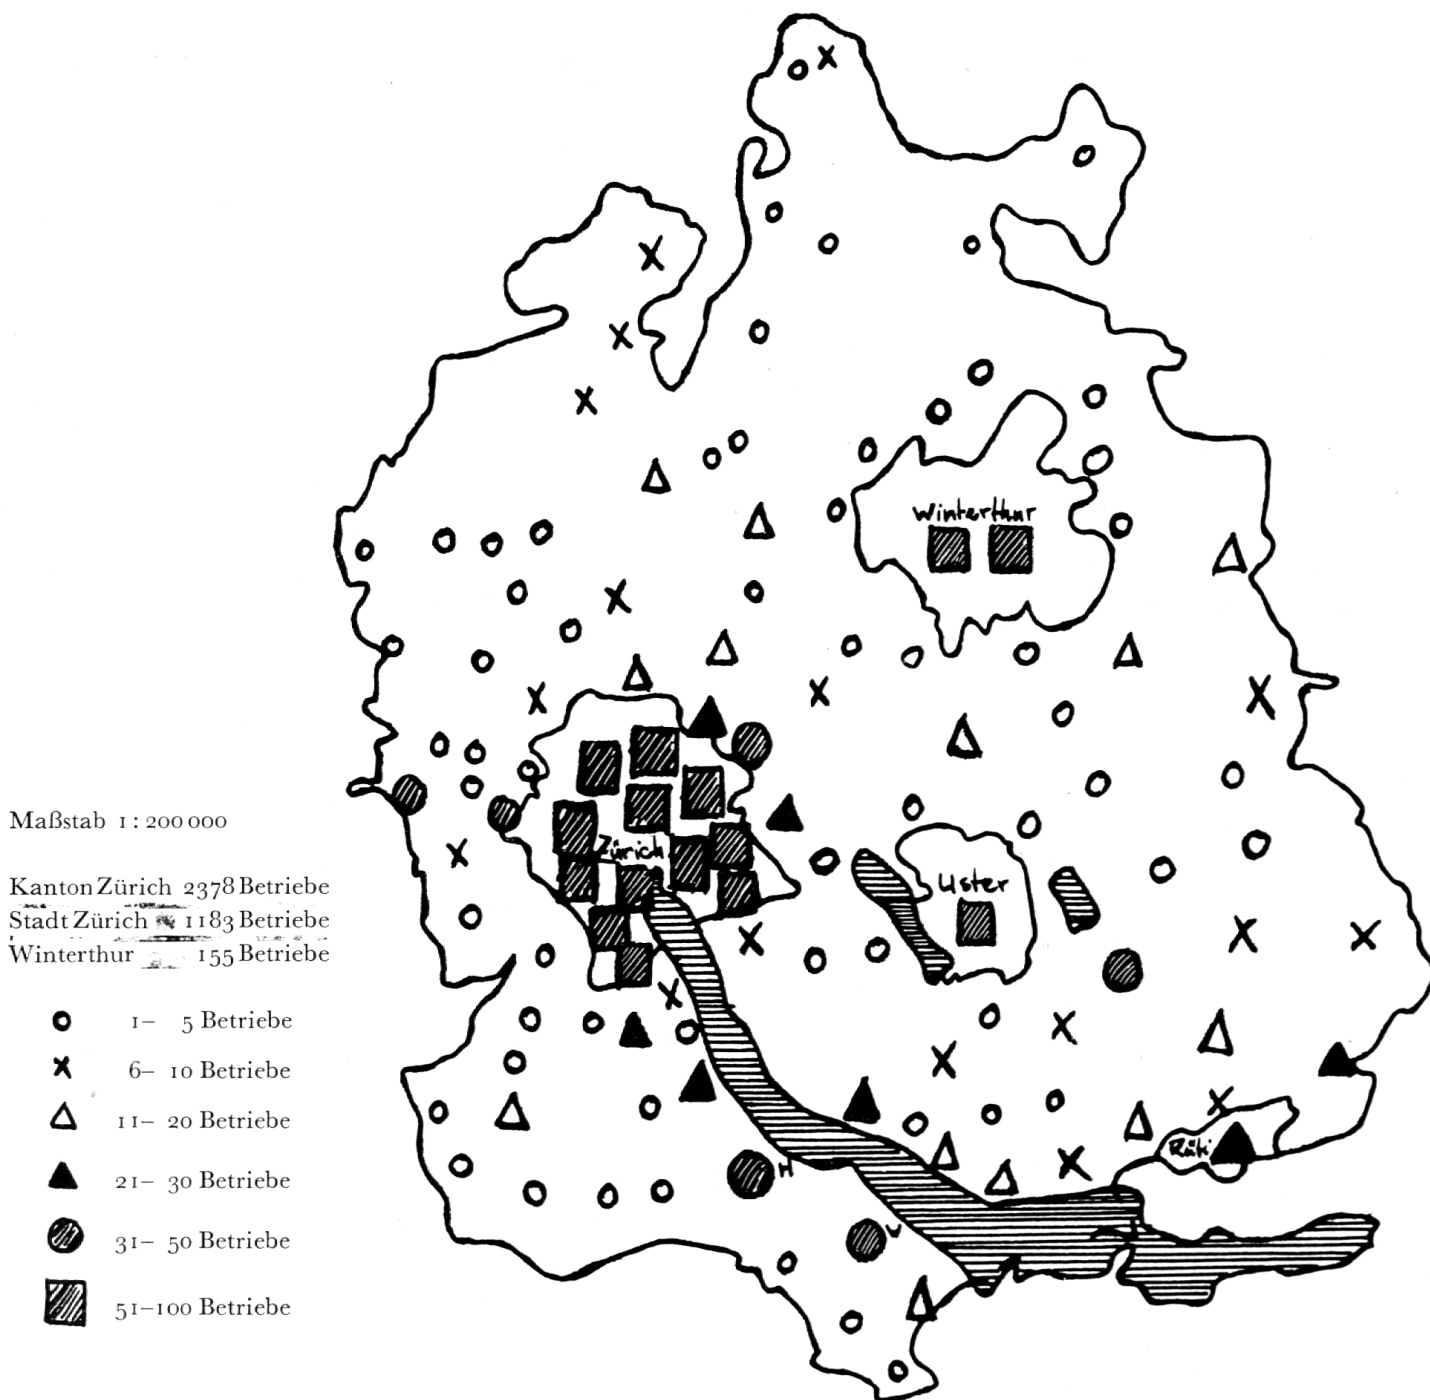 Winterthur
Zürich
Uster
Rüti
H
Maßstab 1 : 200 000
Kanton Zürich 2378 Betriebe
Stadt Zürich 1183 Betriebe
Winterthur 155 Betriebe
1– 5 Betriebe
6– 10 Betriebe
11– 20 Betriebe
21– 30 Betriebe
31– 50 Betriebe
51–100 Betriebe